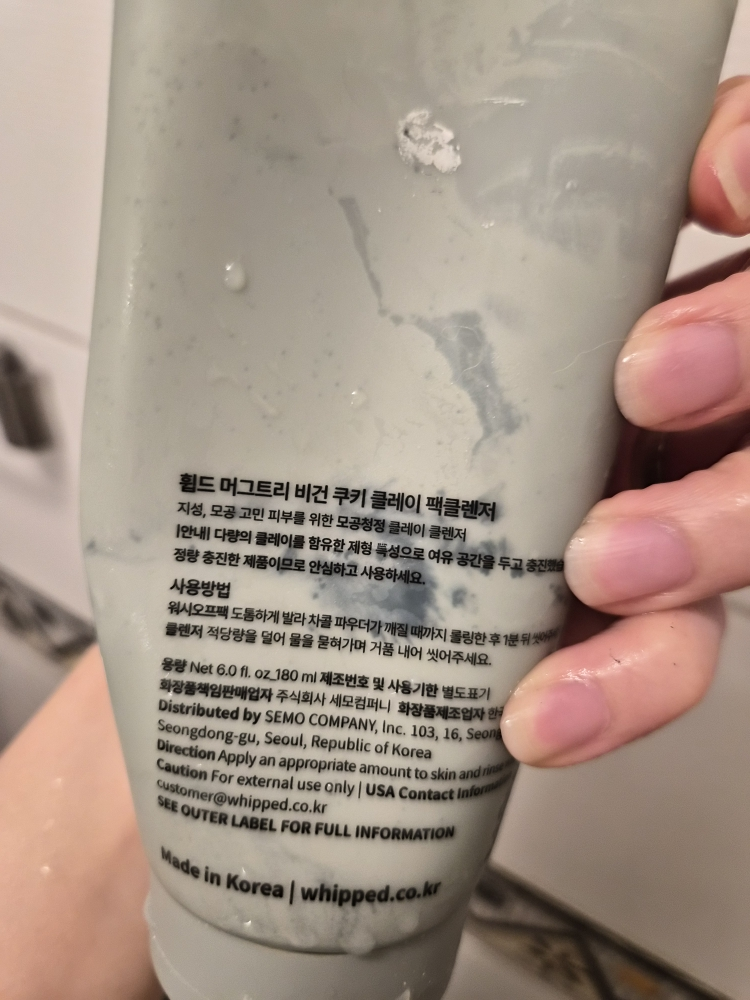 휩드 머그트리 비건 쿠키 클레이 팩클렌저
지성, 모공 고민 피부를 위한 모공청정 클레이 클렌저
|안내| 다량의 클레이를 함유한 제형 특성으로 여유 공간을 두고
정량 충진한 제품이므로 안심하고 사용하세요.
사용방법
워시오프팩 도톰하게 발라 차콜 파우더가 깨질 때까지 롤링한 후 1분 뒤
클렌저 적당량을 덜어 물을 묻혀가며 거품 내어 씻어주세요.
용량 Net 6.0 fl. oz_180 ml 제조번호 및 사용기한 별도표기
화장품책임판매업자 주식회사 세모컴퍼니 화장품제조업자
Distributed by SEMO COMPANY, Inc. 103, 16,
Seongdong-gu, Seoul, Republic of Korea
Direction Apply an appropriate amount to skin and rinse
Caution For external use only | USA Contact
customer@whipped.co.kr
SEE OUTER LABEL FOR FULL INFORMATION
Made in Korea | whipped.co.kr